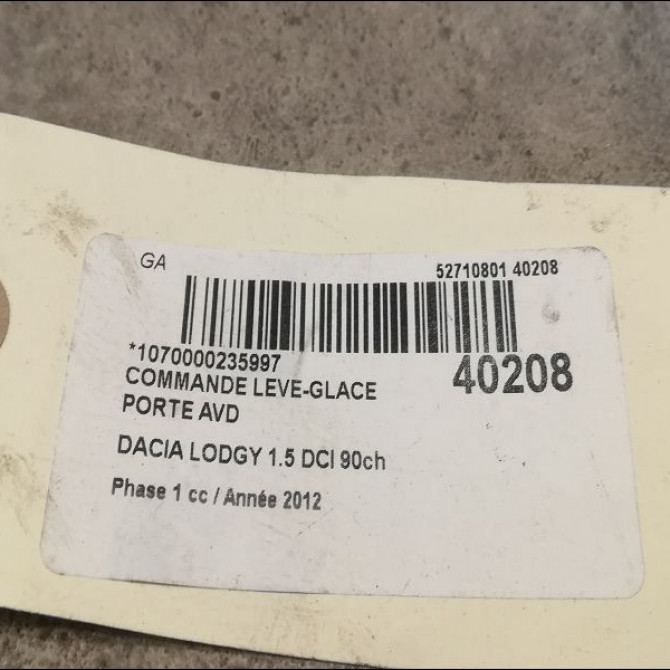 GA
52710801 40208
*1070000235997
40208
COMMANDE LEVE-GLACE
PORTE AVD
DACIA LODGY 1.5 DCI 90ch
Phase 1 cc / Année 2012